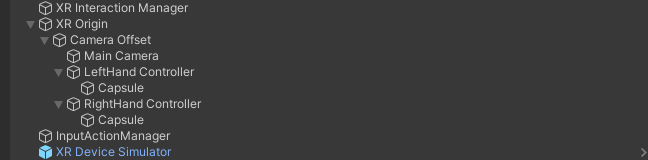 XR Interaction Manager
XR Origin
Camera Offset
Main Camera
LeftHand Controller
Capsule
RightHand Controller
Capsule
InputActionManager
XR Device Simulator